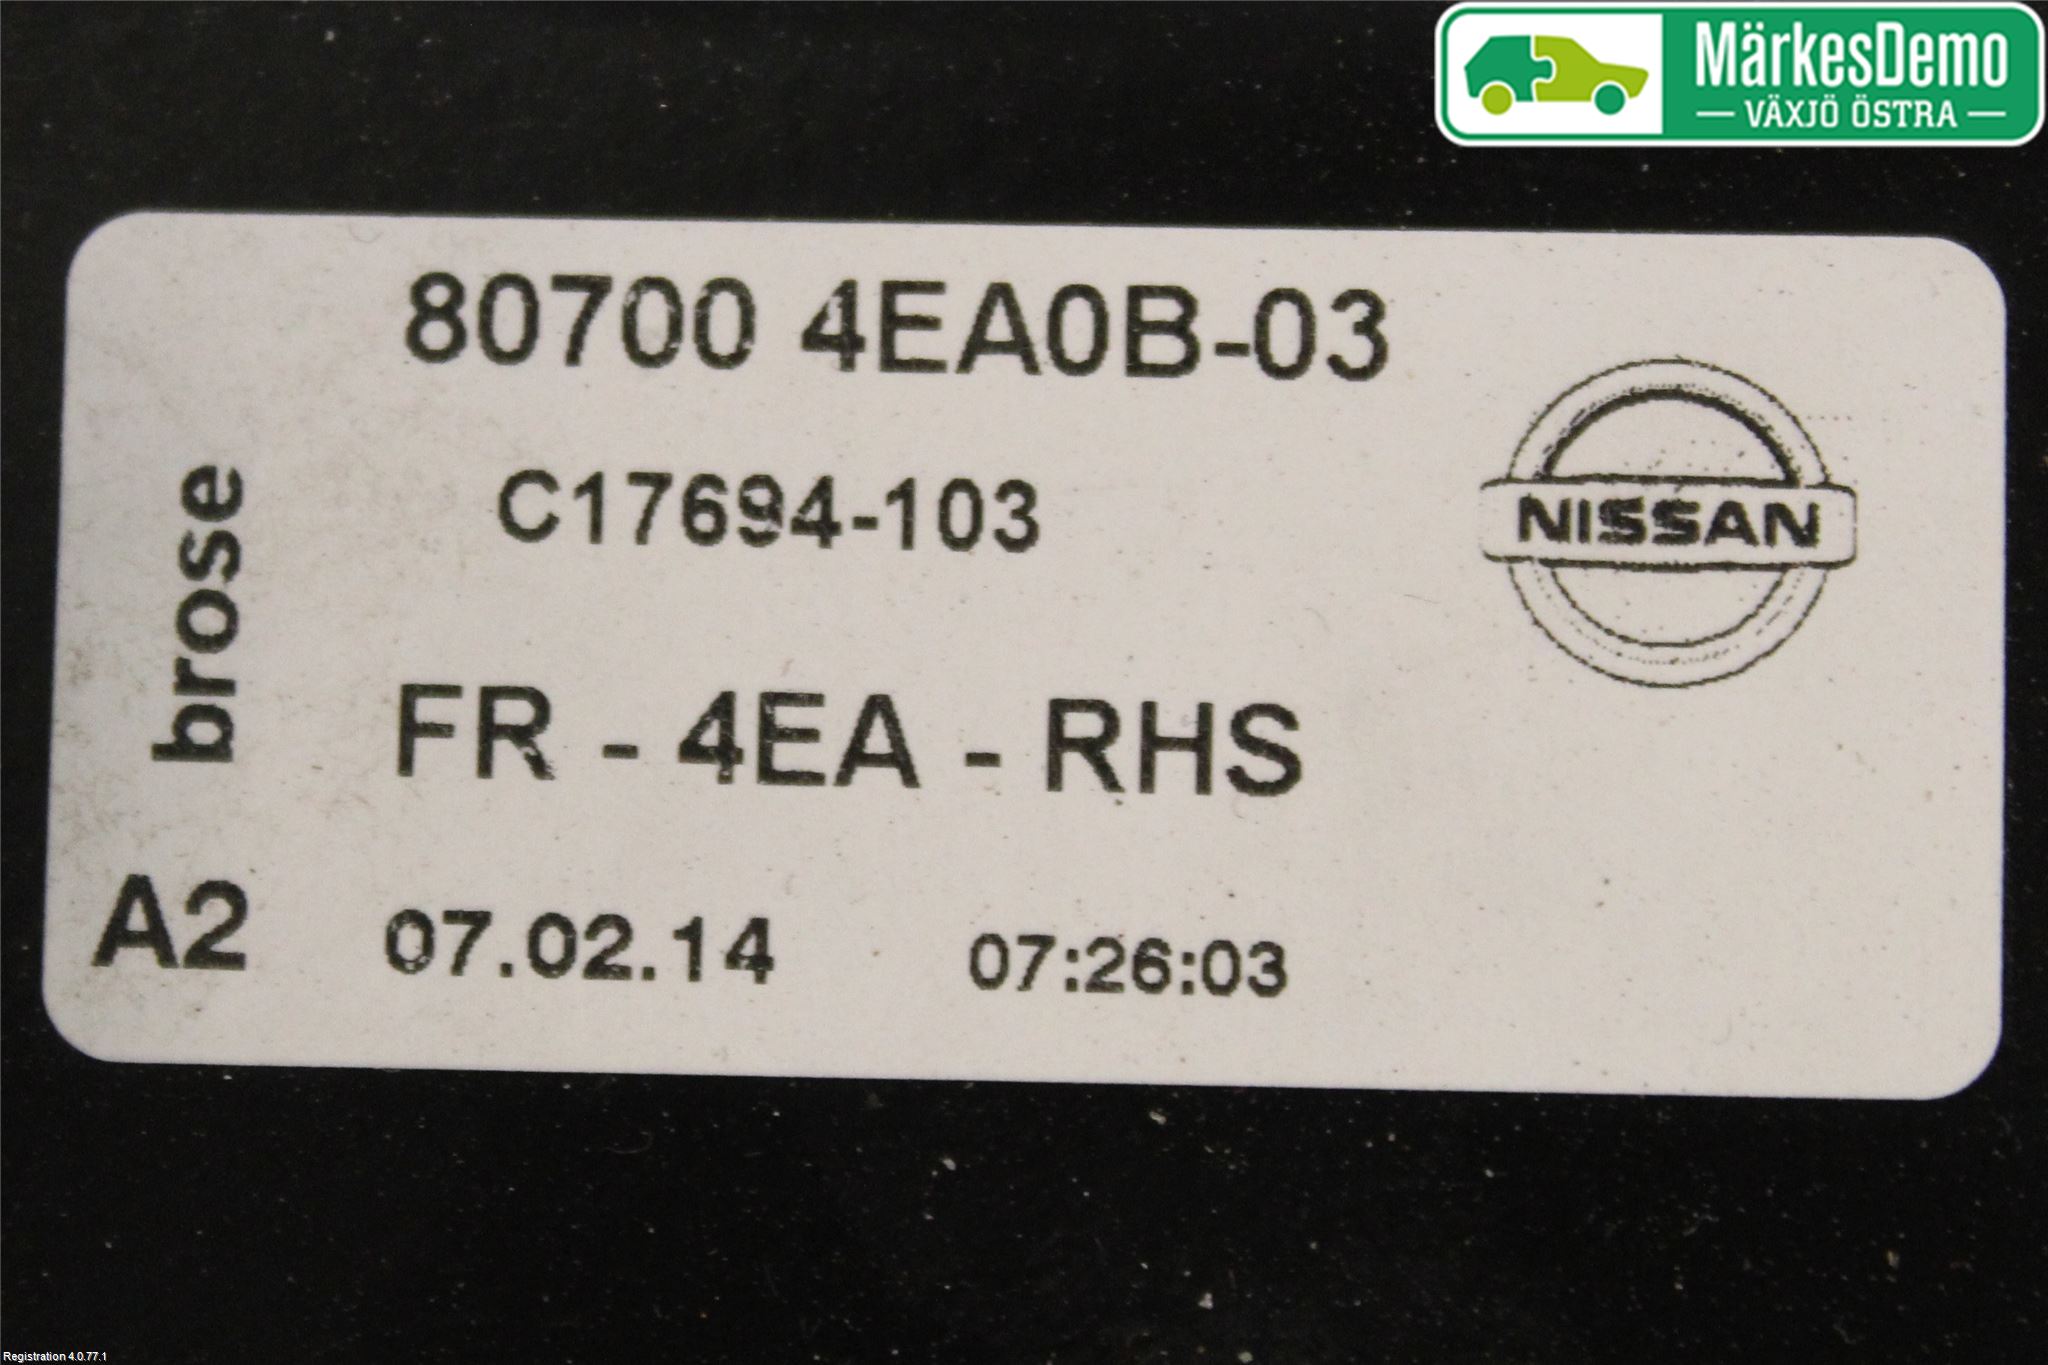 MärkesDemo
VÄXJÖ ÖSTRA
80700 4EA0B-03
C17694-103
NISSAN
brose
FR - 4EA - RHS
A2 07.02.14 07:26:03
Registration 4.0.77.1